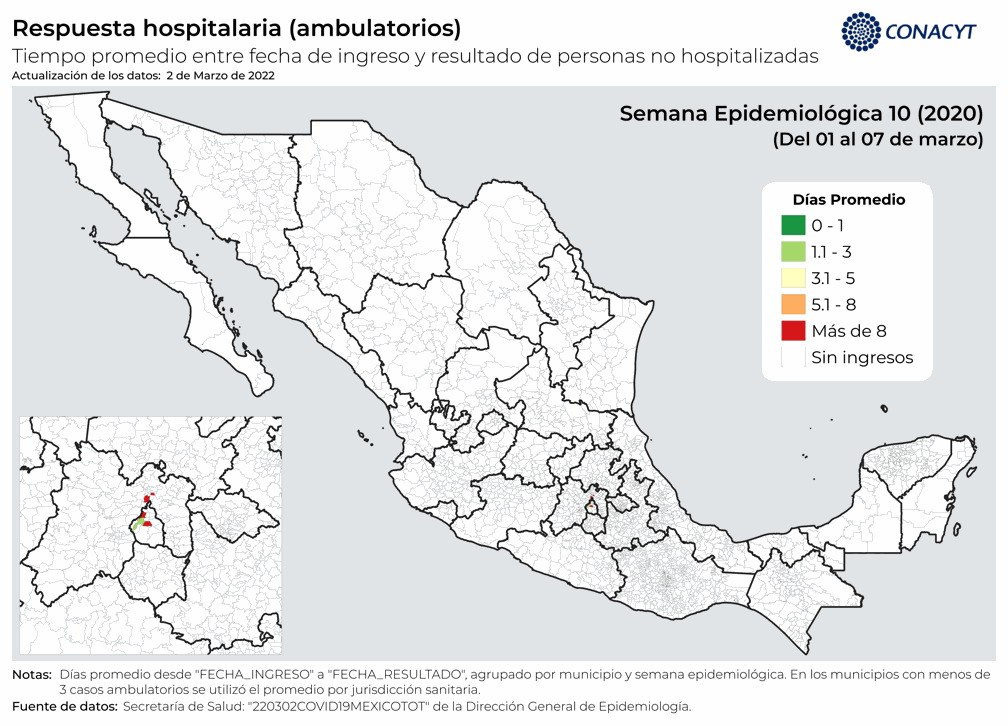 Respuesta hospitalaria (ambulatorios)
CONACYT
Tiempo promedio entre fecha de ingreso y resultado de personas no hospitalizadas
Actualización de los datos: 2 de Marzo de 2022
Semana Epidemiológica 10 (2020)
(Del 01 al 07 de marzo)
Días Promedio
0 - 1
1.1 - 3
3.1 - 5
5.1 - 8
Más de 8
Sin ingresos
Notas: Días promedio desde "FECHA_INGRESO" a "FECHA_RESULTADO", agrupado por municipio y semana epidemiológica. En los municipios con menos de
3 casos ambulatorios se utilizó el promedio por jurisdicción sanitaria.
Fuente de datos: Secretaría de Salud: "220302COVID19MEXICOTOT" de la Dirección General de Epidemiología.